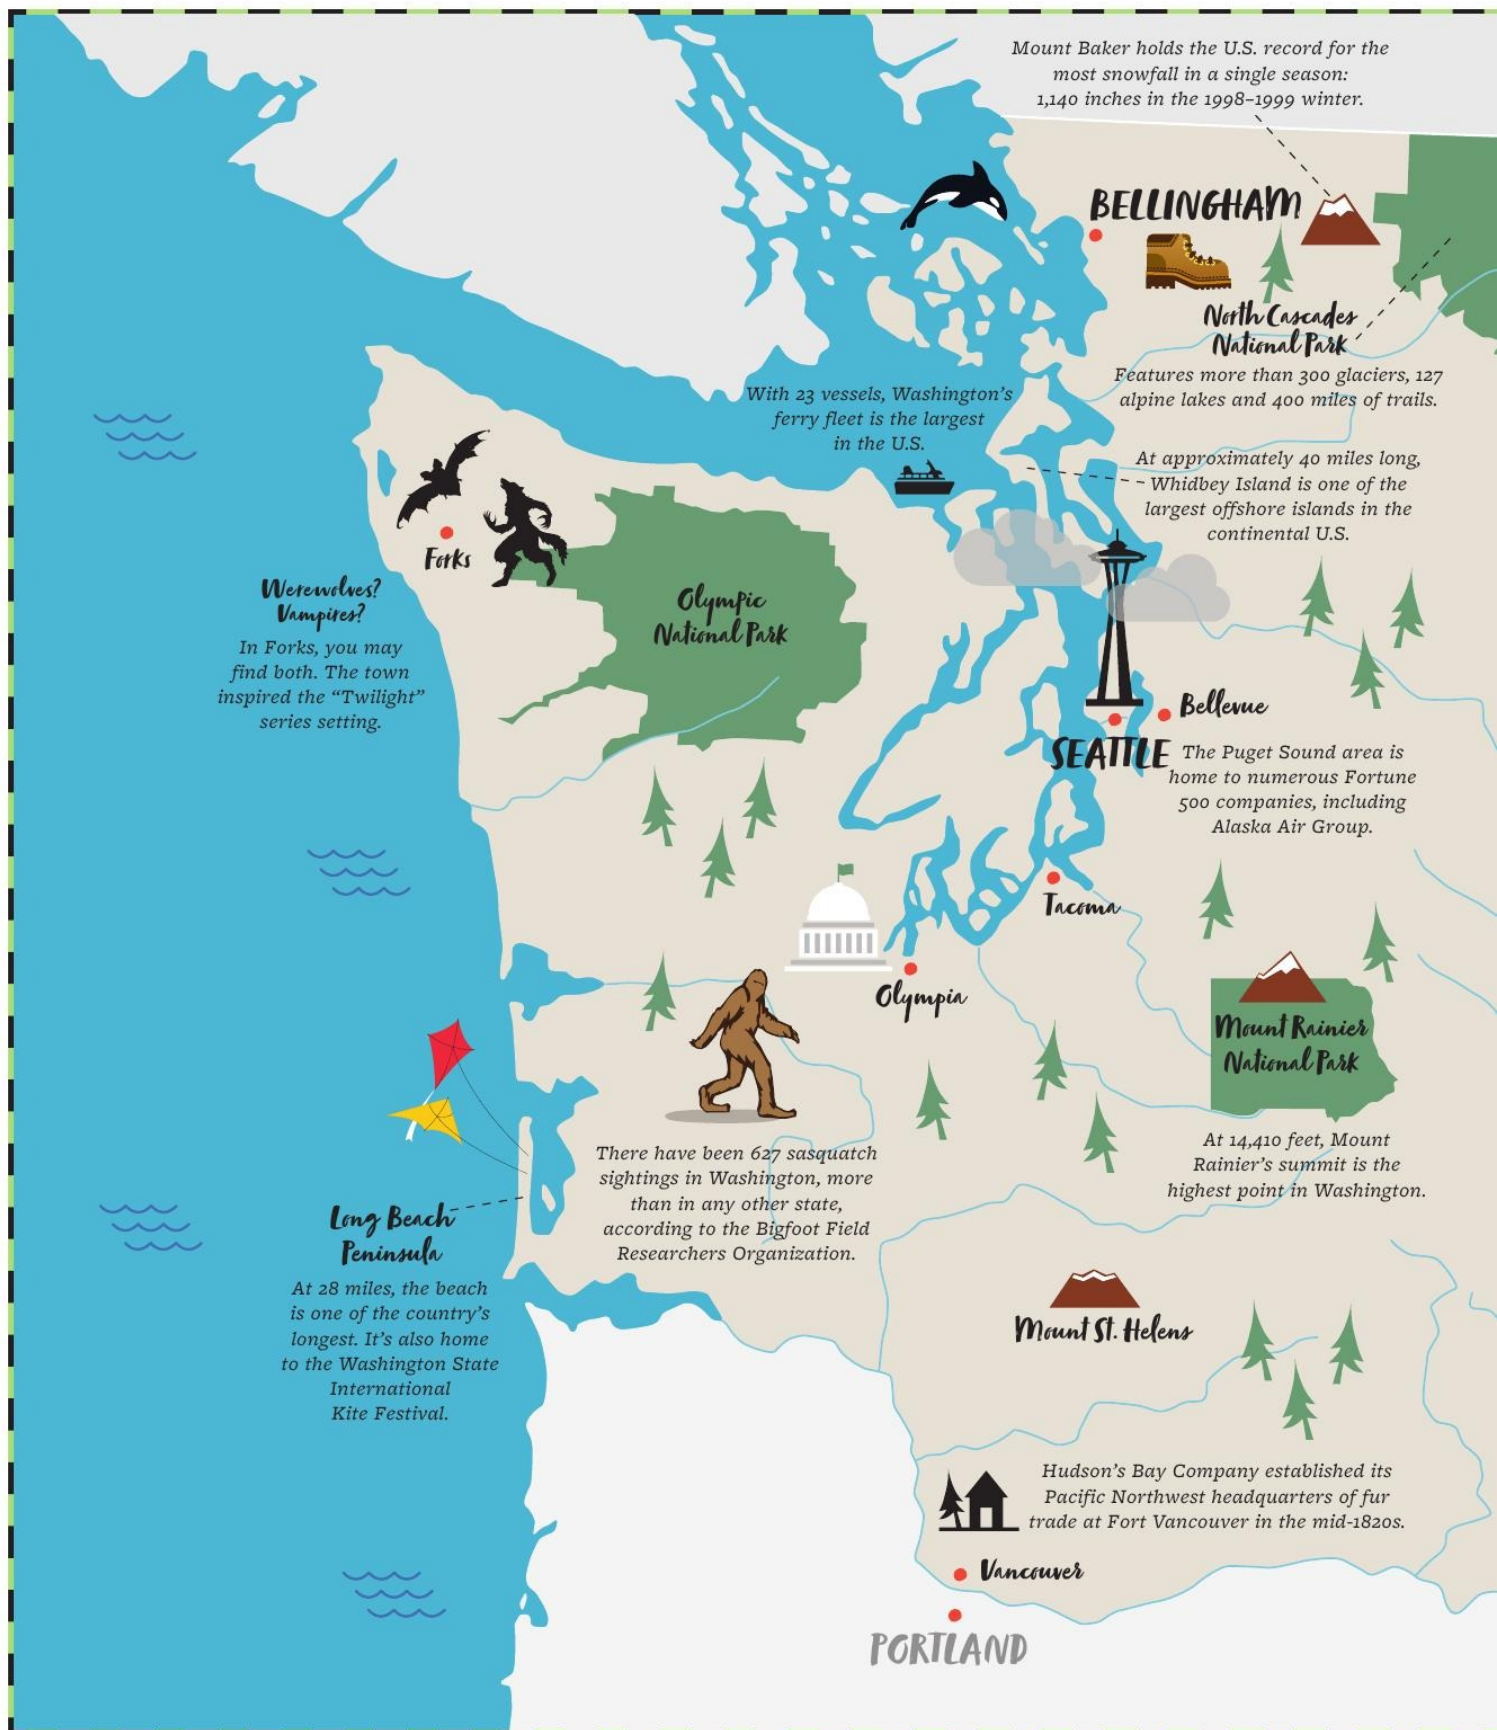 Mount Baker holds the U.S. record for the
most snowfall in a single season:
1,140 inches in the 1998–1999 winter.
BELLINGHAM
North Cascades
National Park
Features more than 300 glaciers, 127
alpine lakes and 400 miles of trails.
With 23 vessels, Washington’s
ferry fleet is the largest
in the U.S.
At approximately 40 miles long,
Whidbey Island is one of the
largest offshore islands in the
continental U.S.
Forks
Werewolves?
Vampires?
In Forks, you may
find both. The town
inspired the “Twilight”
series setting.
Olympic
National Park
Bellevue
SEATTLE
The Puget Sound area is
home to numerous Fortune
500 companies, including
Alaska Air Group.
Tacoma
Olympia
Mount Rainier
National Park
At 14,410 feet, Mount
Rainier’s summit is the
highest point in Washington.
There have been 627 sasquatch
sightings in Washington, more
than in any other state,
according to the Bigfoot Field
Researchers Organization.
Long Beach
Peninsula
At 28 miles, the beach
is one of the country’s
longest. It’s also home
to the Washington State
International
Kite Festival.
Mount St. Helens
Hudson’s Bay Company established its
Pacific Northwest headquarters of fur
trade at Fort Vancouver in the mid-1820s.
Vancouver
PORTLAND